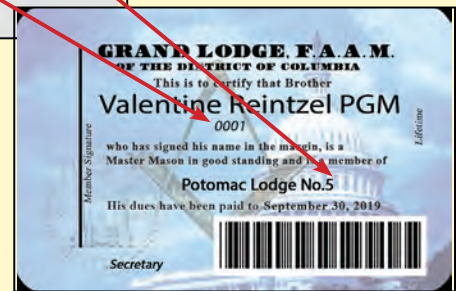 GRAND LODGE, F.A.A.M.
OF THE DISTRICT OF COLUMBIA
This is to certify that Brother
Valentine Reintzel PGM
0001
who has signed his name in the margin, is a
Master Mason in good standing and is a member of
Potomac Lodge No.5
His dues have been paid to September 30, 2019
Secretary
Member Signature
Lifetime